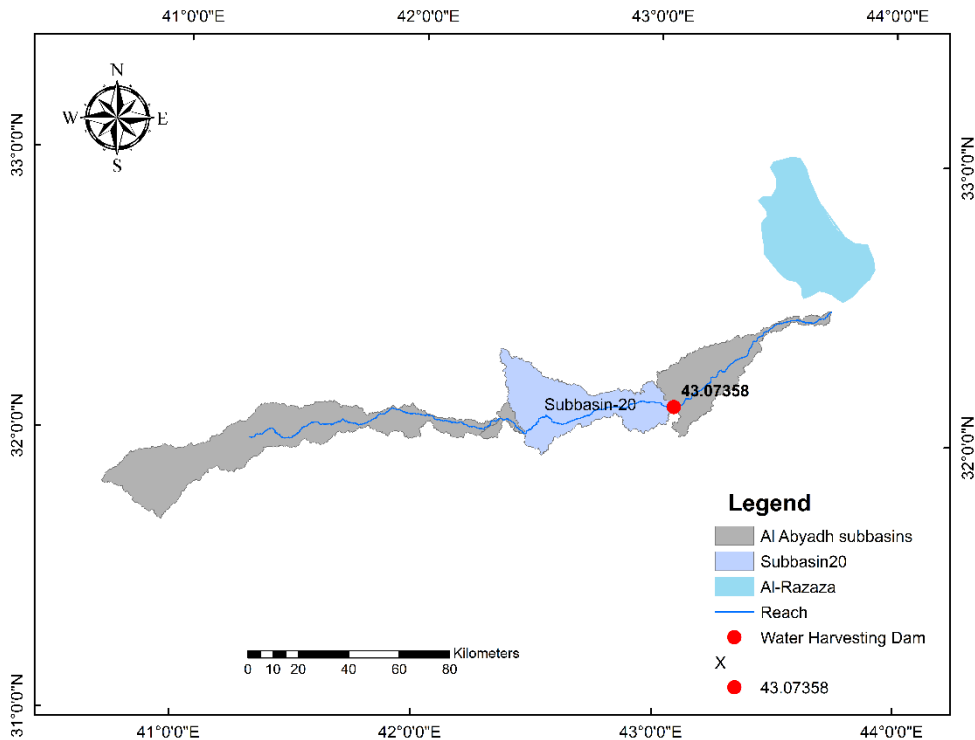 41°0'0"E 42°0'0"E 43°0'0"E 44°0'0"E
N
W E
S
33°0'0"N 33°0'0"N
43.07358
Subbasin-20
32°0'0"N 32°0'0"N
Legend
Al Abyadh subbasins
Subbasin20
Al-Razaza
Reach
Water Harvesting Dam
X
43.07358
Kilometers
0 10 20 40 60 80
31°0'0"N 31°0'0"N
41°0'0"E 42°0'0"E 43°0'0"E 44°0'0"E